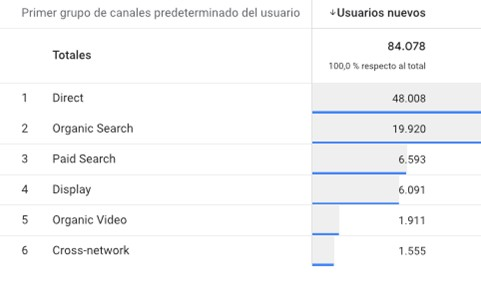 Primer grupo de canales predeterminado del usuario ↓Usuarios nuevos
Totales 84.078
100,0 % respecto al total
1 Direct 48.008
2 Organic Search 19.920
3 Paid Search 6.593
4 Display 6.091
5 Organic Video 1.911
6 Cross-network 1.555